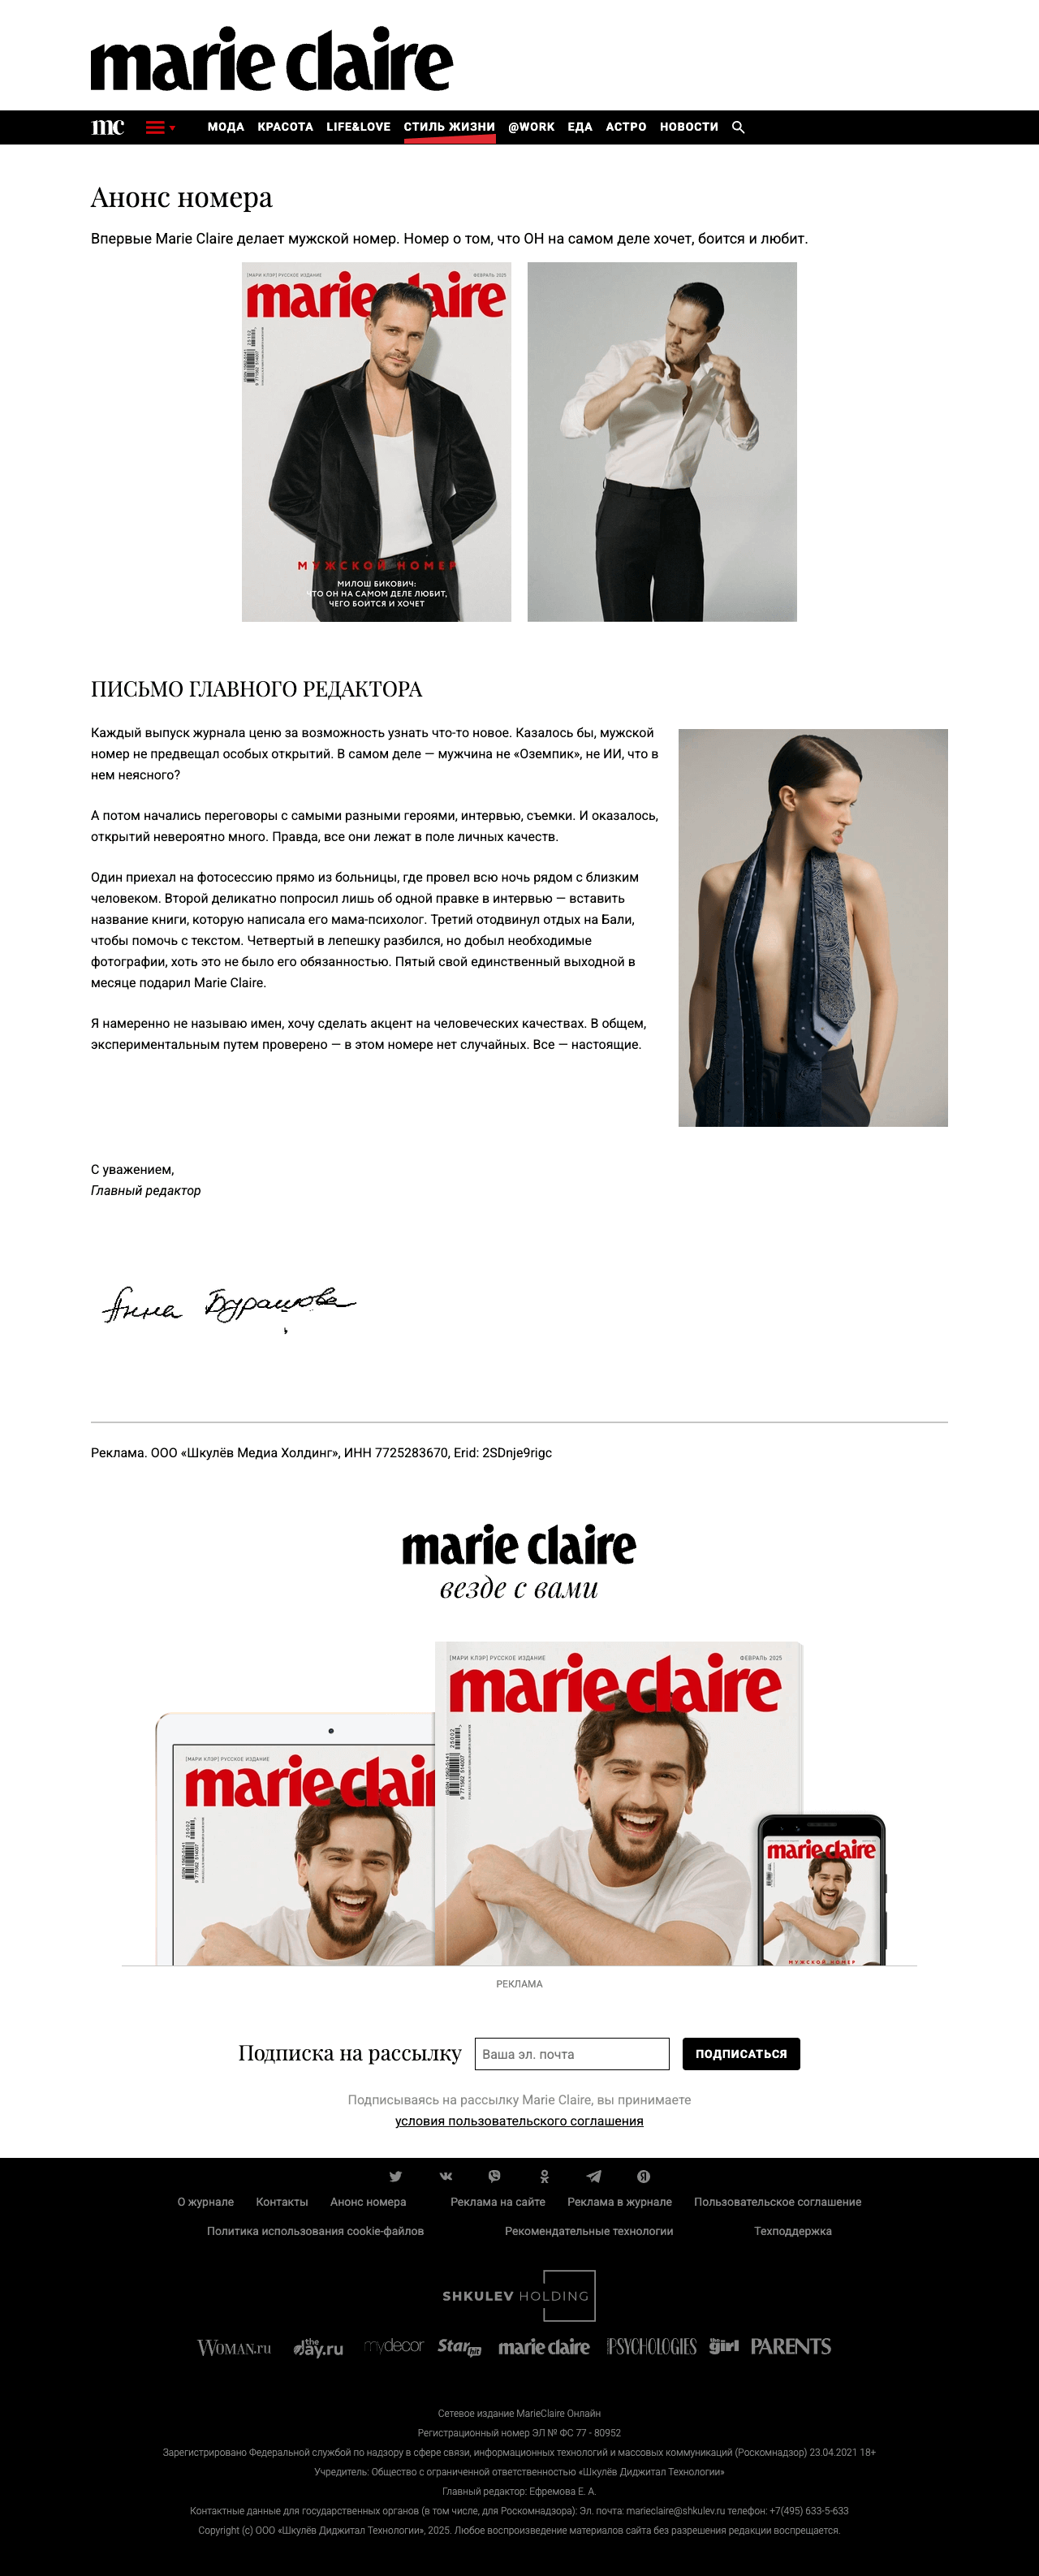 marie claire
mc
МОДА КРАСОТА LIFE&LOVE СТИЛЬ ЖИЗНИ @WORK ЕДА АСТРО НОВОСТИ
Анонс номера
Впервые Marie Claire делает мужской номер. Номер о том, что ОН на самом деле хочет, боится и любит.
[МАРИ КЛЭР] РУССКОЕ ИЗДАНИЕ
ФЕВРАЛЬ 2025
marie claire
МУЖСКОЙ НОМЕР
МИЛОШ БИКОВИЧ:
ЧТО ОН НА САМОМ ДЕЛЕ ЛЮБИТ,
ЧЕГО БОИТСЯ И ХОЧЕТ
ПИСЬМО ГЛАВНОГО РЕДАКТОРА
Каждый выпуск журнала ценю за возможность узнать что-то новое. Казалось бы, мужской
номер не предвещал особых открытий. В самом деле — мужчина не «Оземпик», не ИИ, что в
нем неясного?
А потом начались переговоры с самыми разными героями, интервью, съемки. И оказалось,
открытий невероятно много. Правда, все они лежат в поле личных качеств.
Один приехал на фотосессию прямо из больницы, где провел всю ночь рядом с близким
человеком. Второй деликатно попросил лишь об одной правке в интервью — вставить
название книги, которую написала его мама-психолог. Третий отодвинул отдых на Бали,
чтобы помочь с текстом. Четвертый в лепешку разбился, но добыл необходимые
фотографии, хоть это не было его обязанностью. Пятый свой единственный выходной в
месяце подарил Marie Claire.
Я намеренно не называю имен, хочу сделать акцент на человеческих качествах. В общем,
экспериментальным путем проверено — в этом номере нет случайных. Все — настоящие.
С уважением,
Главный редактор
Анна Бурашова
Реклама. ООО «Шкулёв Медиа Холдинг», ИНН 7725283670, Erid: 2SDnje9rigc
marie claire
везде с вами
[МАРИ КЛЭР] РУССКОЕ ИЗДАНИЕ
ФЕВРАЛЬ 2025
marie claire
[МАРИ КЛЭР] РУССКОЕ ИЗДАНИЕ
marie clai
marie claire
МУЖСКОЙ НОМЕР
РЕКЛАМА
Подписка на рассылку Ваша эл. почта ПОДПИСАТЬСЯ
Подписываясь на рассылку Marie Claire, вы принимаете
условия пользовательского соглашения
О журнале Контакты Анонс номера Реклама на сайте Реклама в журнале Пользовательское соглашение
Политика использования cookie-файлов Рекомендательные технологии Техподдержка
SHKULEV HOLDING
WOMAN.ru theday.ru mydecor Starhit marie claire PSYCHOLOGIES the girl PARENTS
Сетевое издание MarieClaire Онлайн
Регистрационный номер ЭЛ № ФС 77 - 80952
Зарегистрировано Федеральной службой по надзору в сфере связи, информационных технологий и массовых коммуникаций (Роскомнадзор) 23.04.2021 18+
Учредитель: Общество с ограниченной ответственностью «Шкулёв Диджитал Технологии»
Главный редактор: Ефремова Е. А.
Контактные данные для государственных органов (в том числе, для Роскомнадзора): Эл. почта: marieclaire@shkulev.ru телефон: +7(495) 633-5-633
Copyright (с) ООО «Шкулёв Диджитал Технологии», 2025. Любое воспроизведение материалов сайта без разрешения редакции воспрещается.